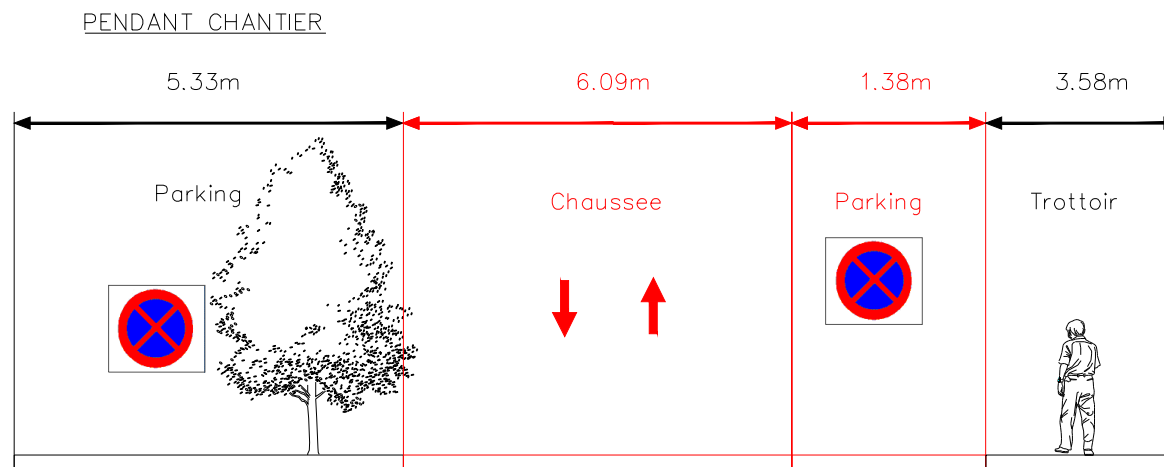 PENDANT CHANTIER
5.33m
6.09m
1.38m
3.58m
Parking
Chaussee
Parking
Trottoir